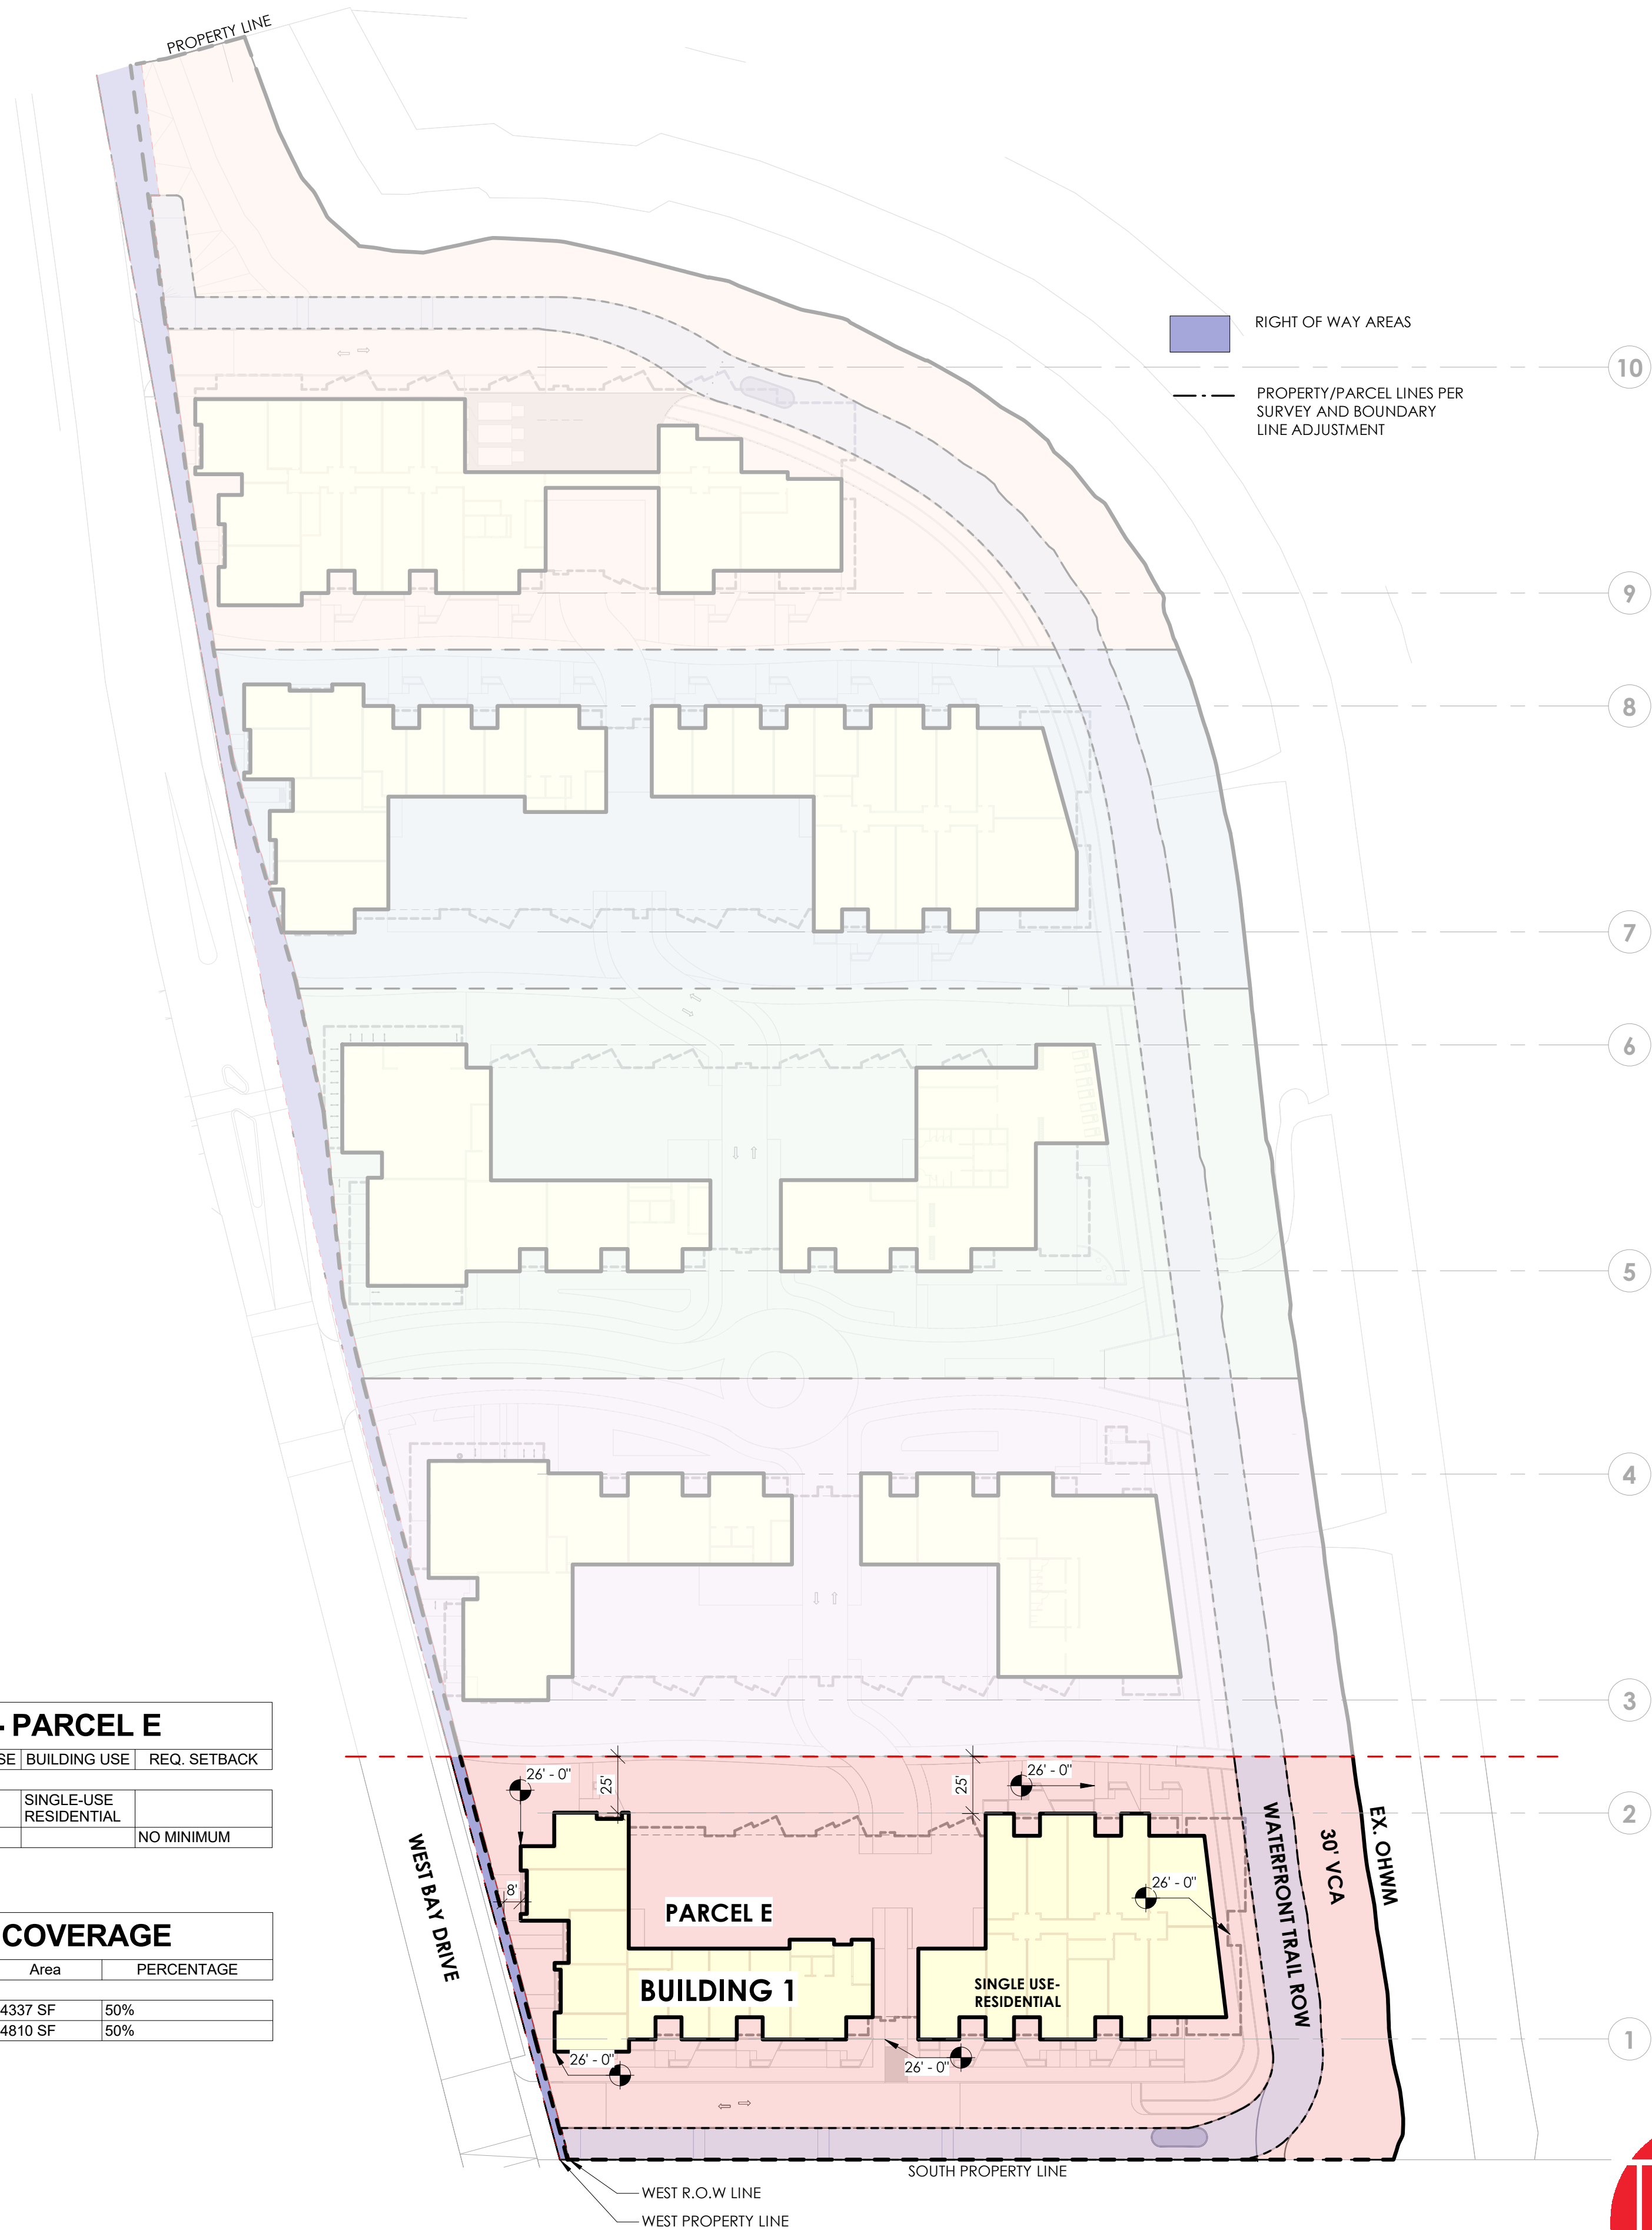 PROPERTY LINE
RIGHT OF WAY AREAS
PROPERTY/PARCEL LINES PER
SURVEY AND BOUNDARY
LINE ADJUSTMENT
10
9
8
7
6
5
4
3
2
1
- PARCEL E
SE
BUILDING USE
REQ. SETBACK
SINGLE-USE
RESIDENTIAL
NO MINIMUM
COVERAGE
Area
PERCENTAGE
4337 SF
50%
4810 SF
50%
26' - 0"
25'
25'
26' - 0"
8'
26' - 0"
WEST BAY DRIVE
PARCEL E
BUILDING 1
SINGLE USE-
RESIDENTIAL
WATERFRONT TRAIL ROW
30' VCA
EX. OHWM
26' - 0"
26' - 0"
SOUTH PROPERTY LINE
WEST R.O.W LINE
WEST PROPERTY LINE